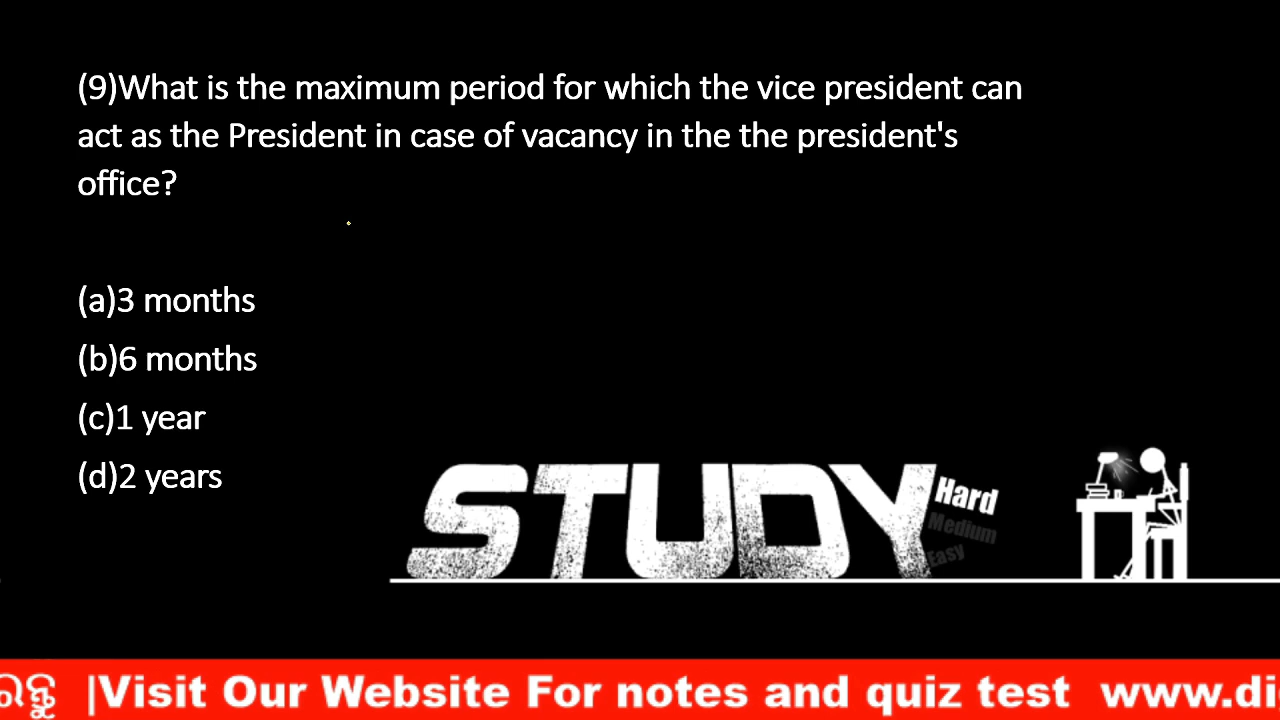 (9)What is the maximum period for which the vice president can
act as the President in case of vacancy in the the president's
office?
(a)3 months
(b)6 months
(c)1 year
(d)2 years
STUDY
Hard
Medium
Easy
|Visit Our Website For notes and quiz test www.di